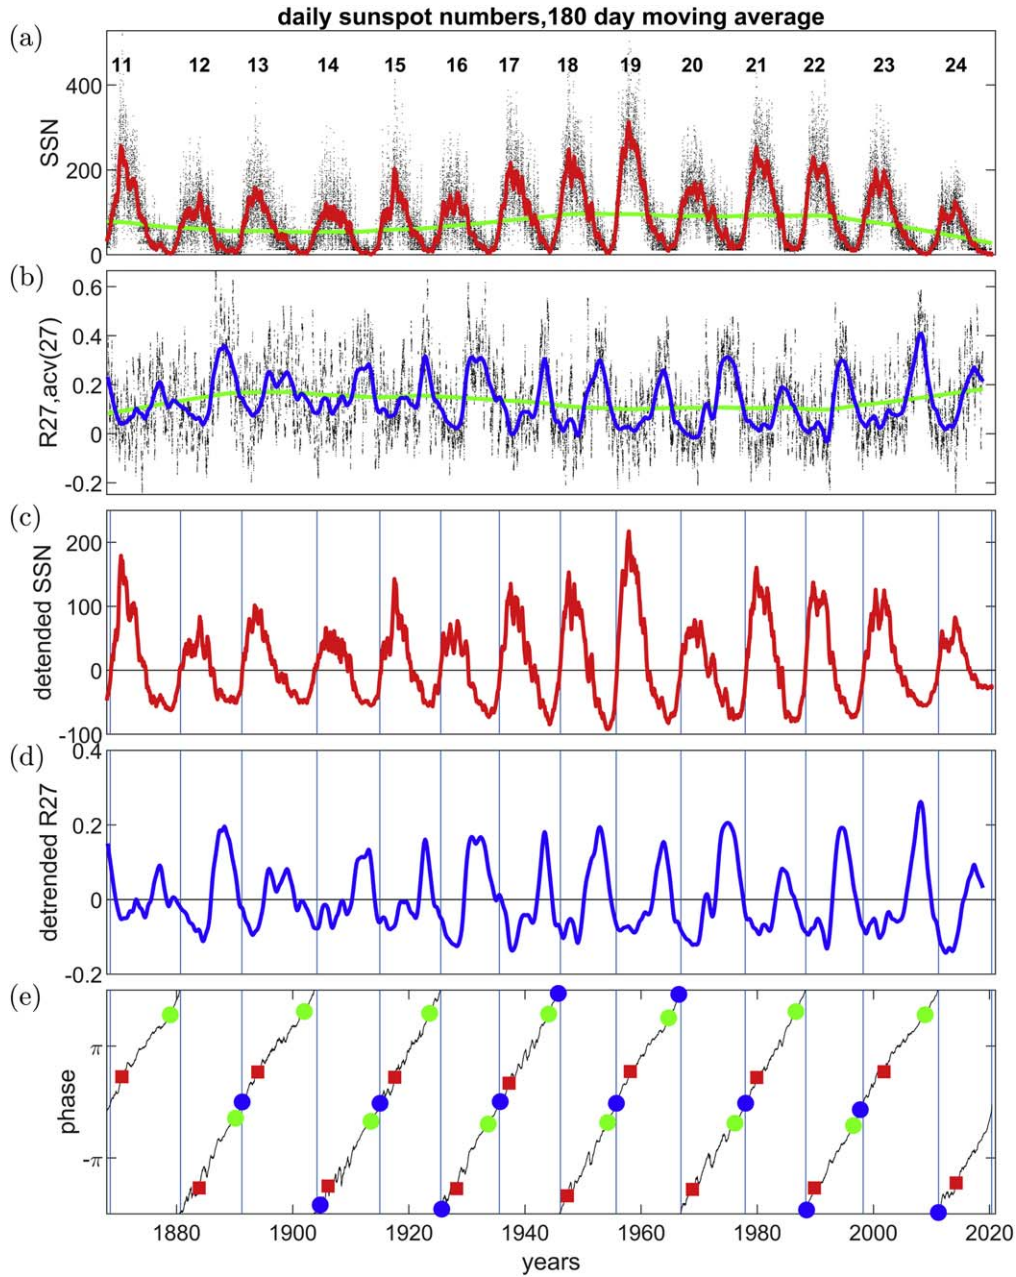 daily sunspot numbers,180 day moving average
(a)
11 12 13 14 15 16 17 18 19 20 21 22 23 24
SSN
400
200
0
(b)
R27,acv(27)
0.6
0.4
0.2
0
-0.2
(c)
detended SSN
200
100
0
-100
(d)
detrended R27
0.4
0.2
0
-0.2
(e)
phase
π
-π
1880 1900 1920 1940 1960 1980 2000 2020
years